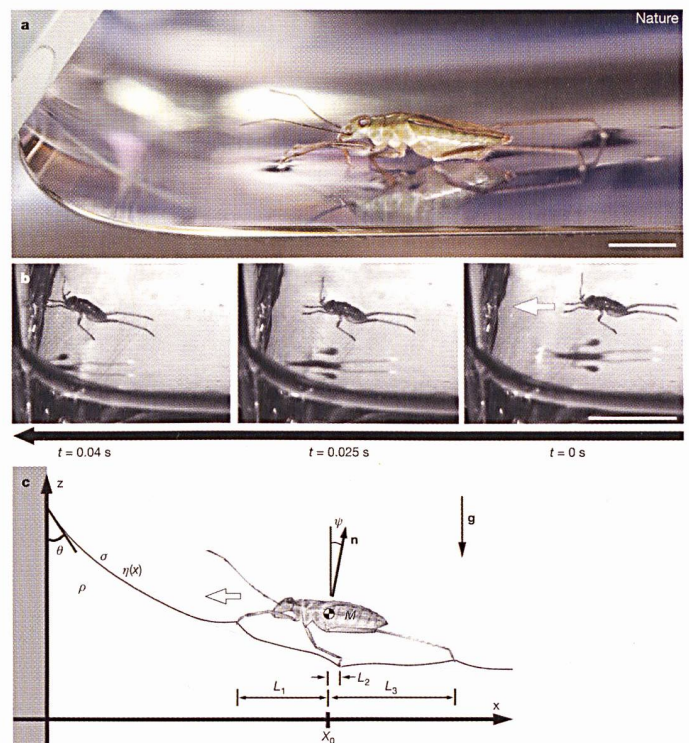 a
Nature
b
t = 0.04 s
t = 0.025 s
t = 0 s
c
z
θ
σ
η(x)
ρ
ψ
n
g
M
L₂
L₁
L₃
x
X₀